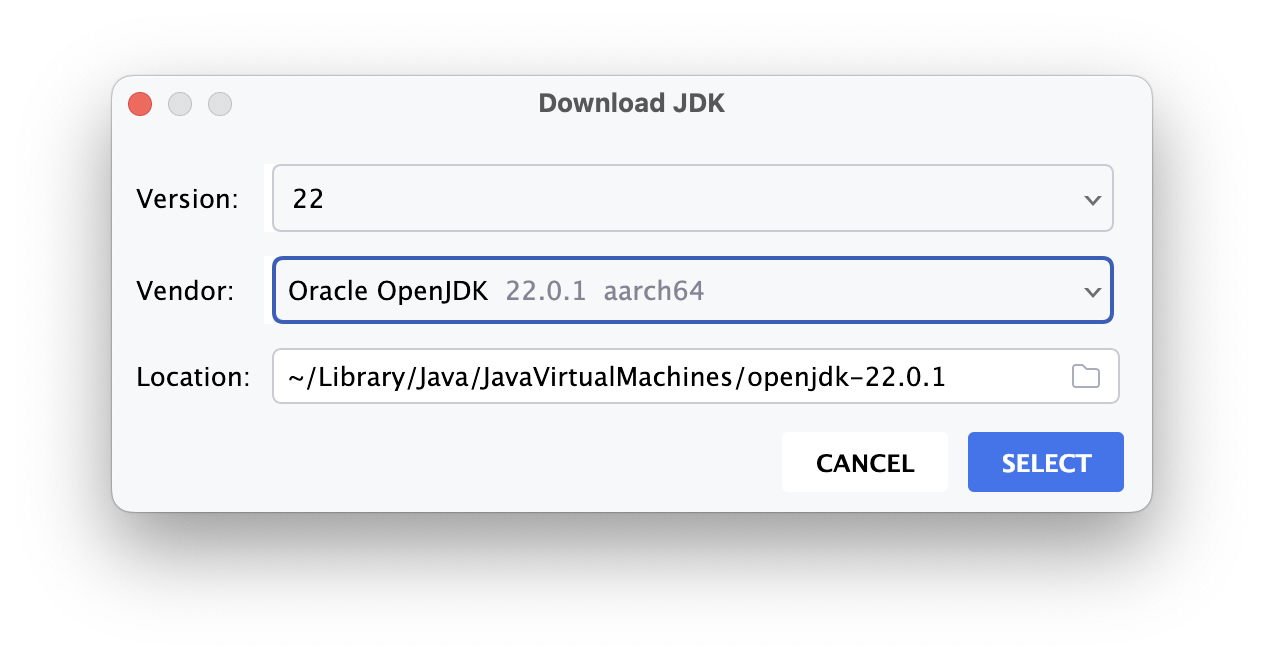 Download JDK
Version: 22
Vendor: Oracle OpenJDK 22.0.1 aarch64
Location: ~/Library/Java/JavaVirtualMachines/openjdk-22.0.1
CANCEL SELECT